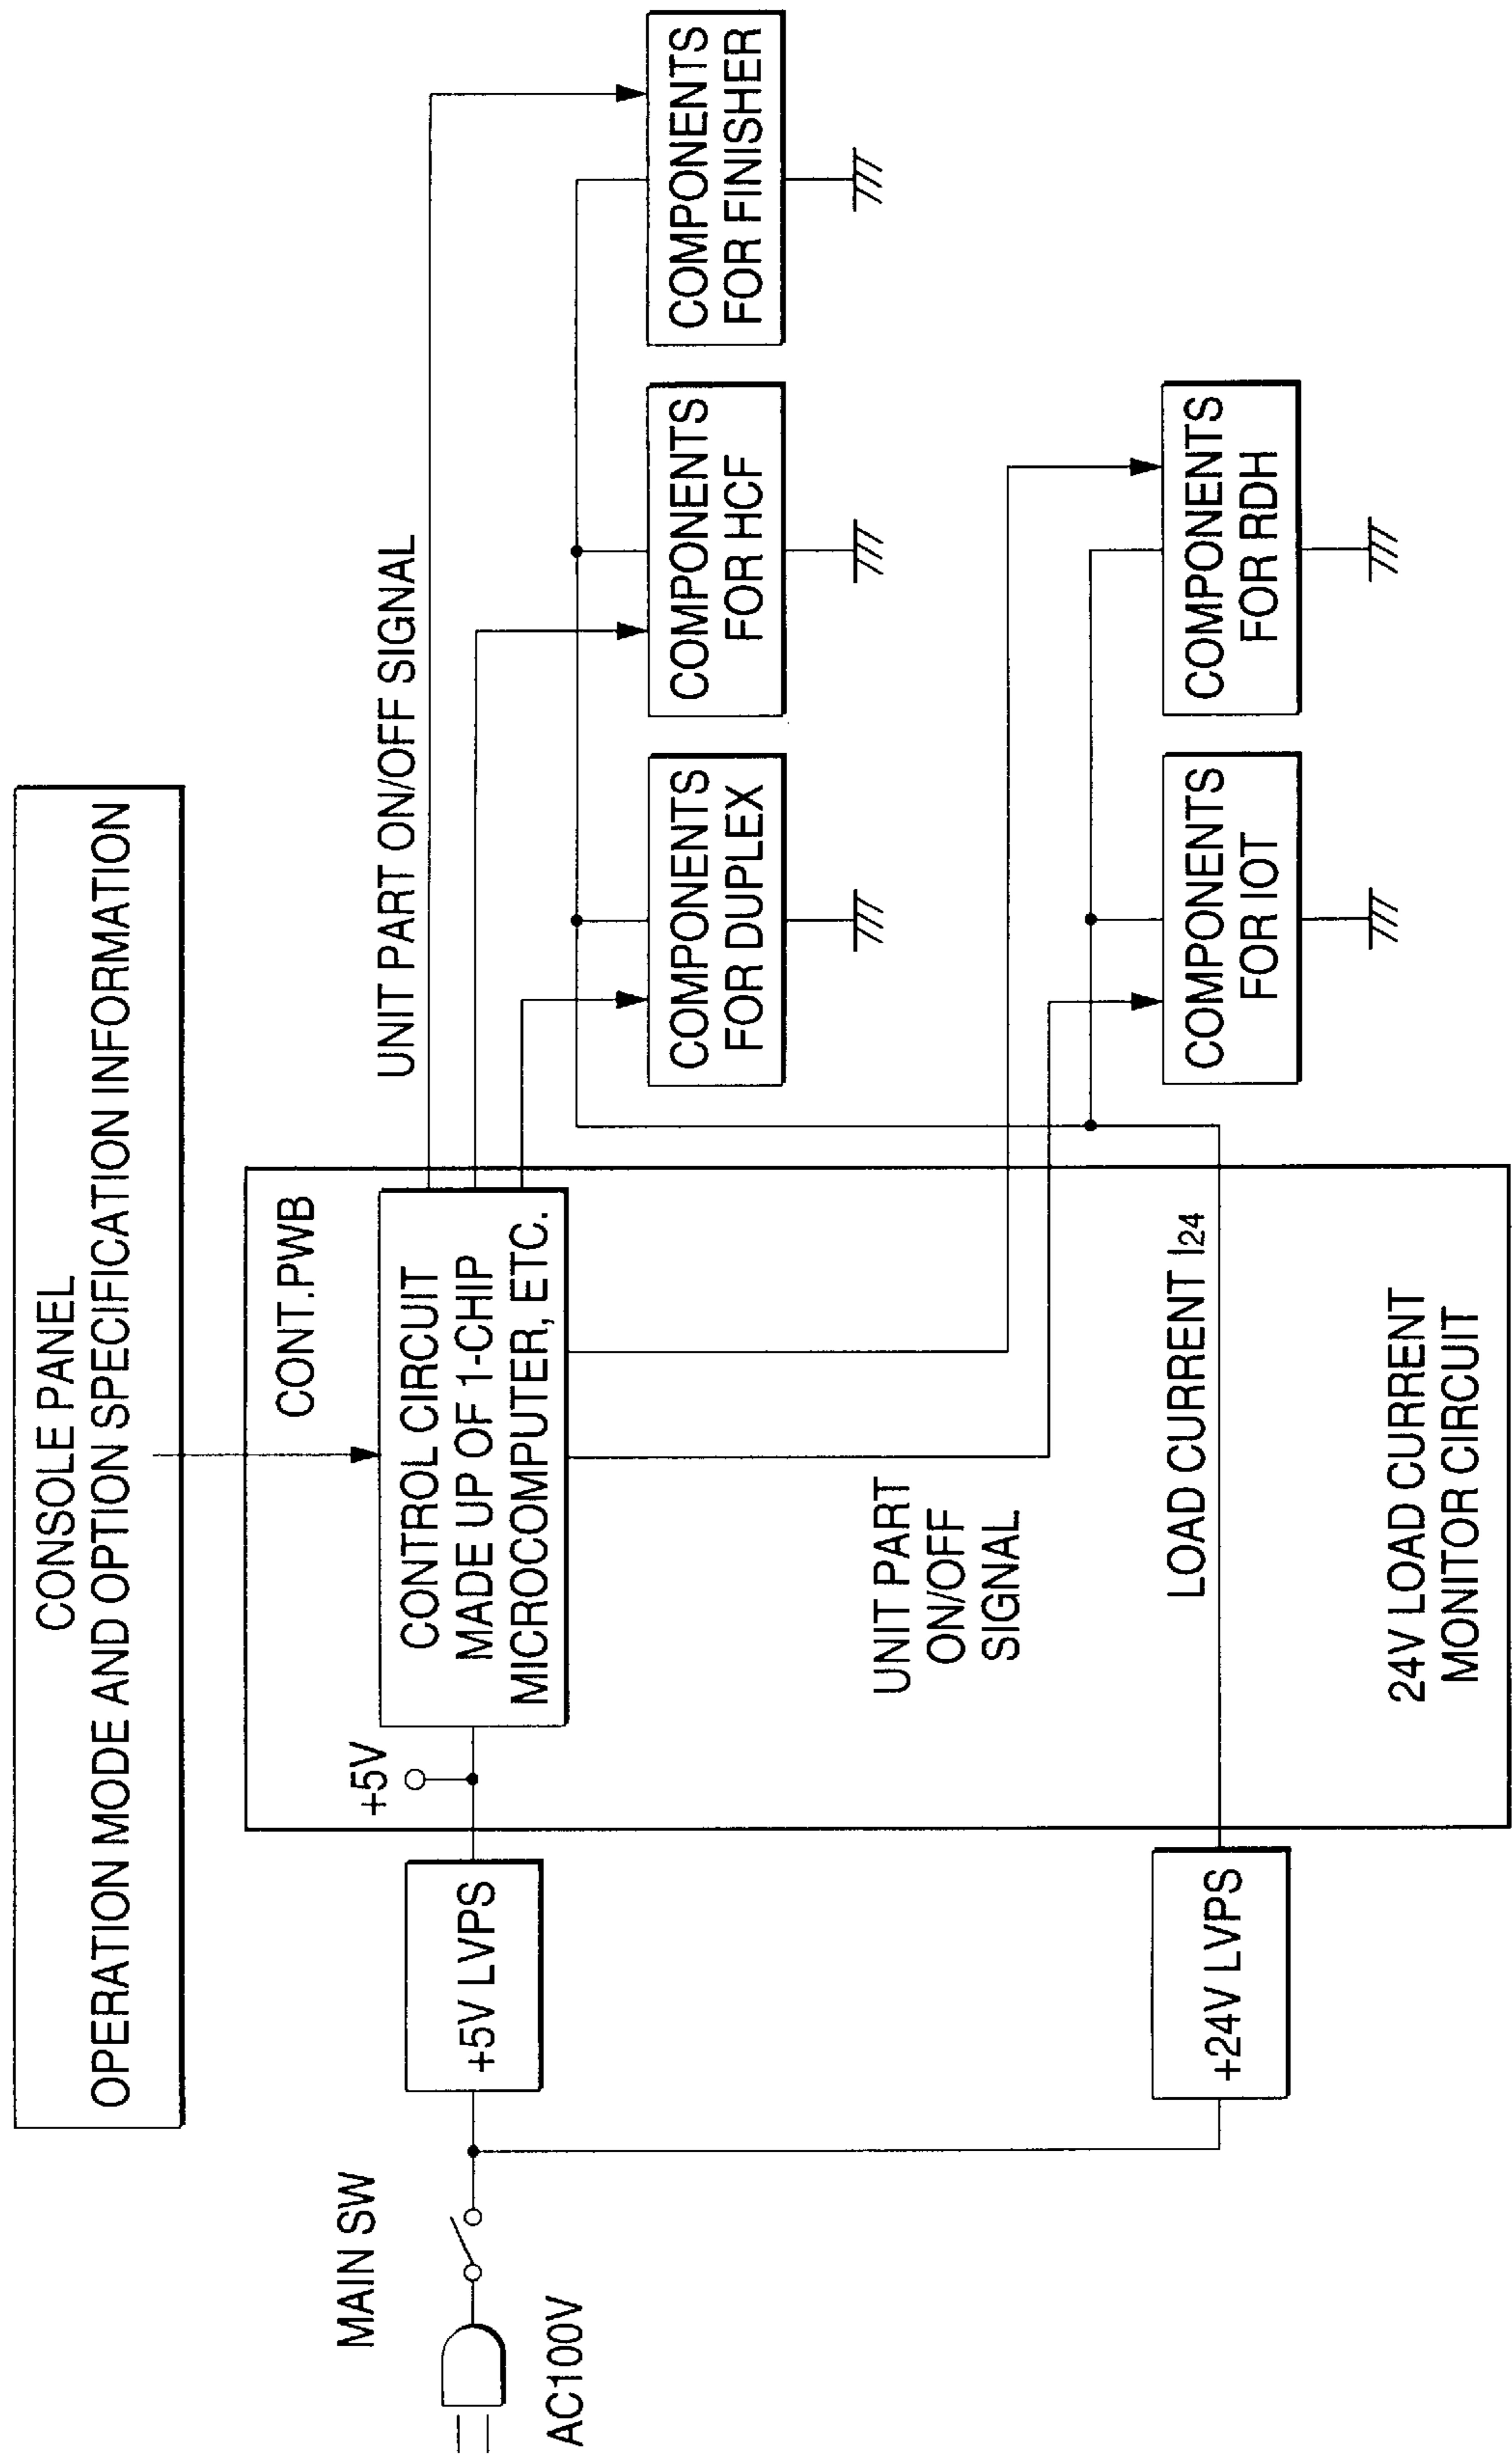 CONSOLE PANEL
OPERATION MODE AND OPTION SPECIFICATION INFORMATION
MAIN SW
AC100V
+5V LVPS
+5V
CONT.PWB
CONTROL CIRCUIT
MADE UP OF 1-CHIP
MICROCOMPUTER, ETC.
UNIT PART ON/OFF SIGNAL
COMPONENTS
FOR DUPLEX
COMPONENTS
FOR HCF
COMPONENTS
FOR FINISHER
UNIT PART
ON/OFF
SIGNAL
+24V LVPS
LOAD CURRENT I24
24V LOAD CURRENT
MONITOR CIRCUIT
COMPONENTS
FOR IOT
COMPONENTS
FOR RDH